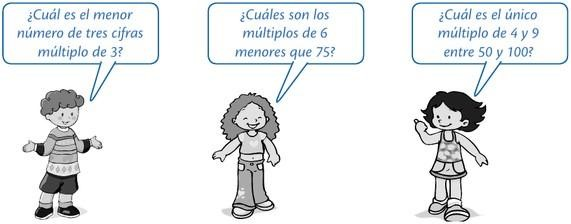 ¿Cuál es el menor
número de tres cifras
múltiplo de 3?
¿Cuáles son los
múltiplos de 6
menores que 75?
¿Cuál es el único
múltiplo de 4 y 9
entre 50 y 100?